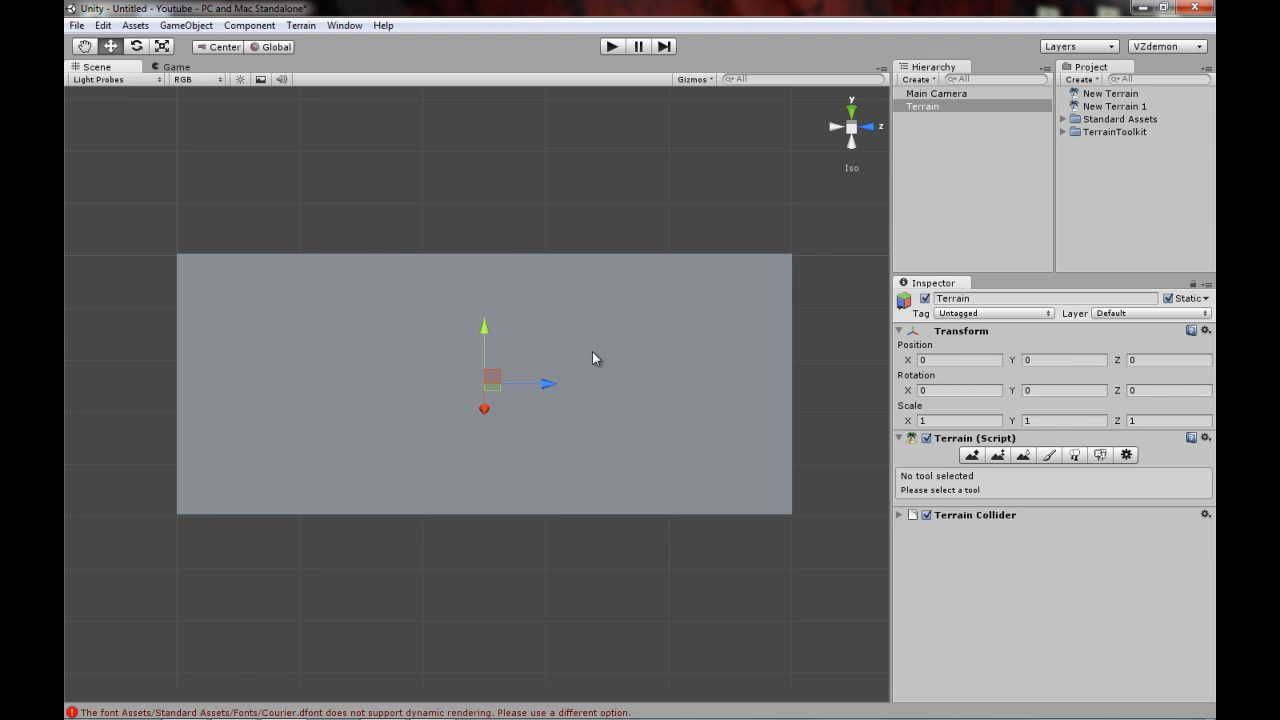 Unity - Untitled - Youtube - PC and Mac Standalone*
File Edit Assets GameObject Component Terrain Window Help
Center Global Layers VZdemon
Scene Game
Light Probes RGB Gizmos All
y
z
Iso
Hierarchy
Create All
Main Camera
Terrain
Project
Create All
New Terrain
New Terrain 1
Standard Assets
TerrainToolkit
Inspector
Terrain Static
Tag Untagged Layer Default
Transform
Position
X 0 Y 0 Z 0
Rotation
X 0 Y 0 Z 0
Scale
X 1 Y 1 Z 1
Terrain (Script)
No tool selected
Please select a tool
Terrain Collider
The font Assets/Standard Assets/Fonts/Courier.dfont does not support dynamic rendering. Please use a different option.